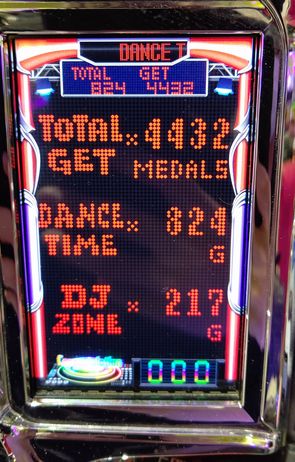 DANCE T
TOTAL GET
824 4432
TOTAL × 4432
GET MEDALS
DANCE × 824
TIME G
DJ × 217
ZONE G
000